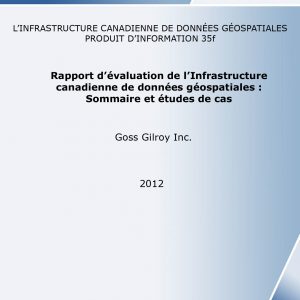 L'INFRASTRUCTURE CANADIENNE DE DONNÉES GÉOSPATIALES
PRODUIT D'INFORMATION 35f
Rapport d'évaluation de l'Infrastructure
canadienne de données géospatiales :
Sommaire et études de cas
Goss Gilroy Inc.
2012